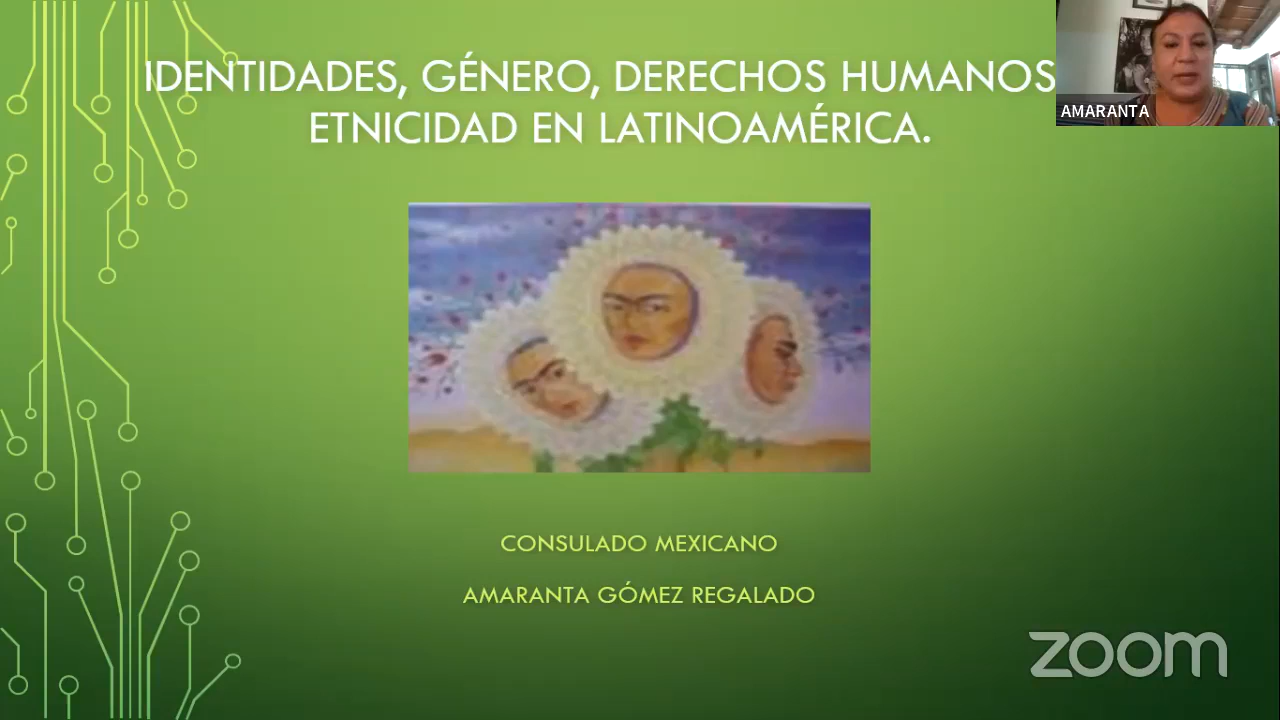 IDENTIDADES, GÉNERO, DERECHOS HUMANOS
ETNICIDAD EN LATINOAMÉRICA.
AMARANTA
CONSULADO MEXICANO
AMARANTA GÓMEZ REGALADO
zoom